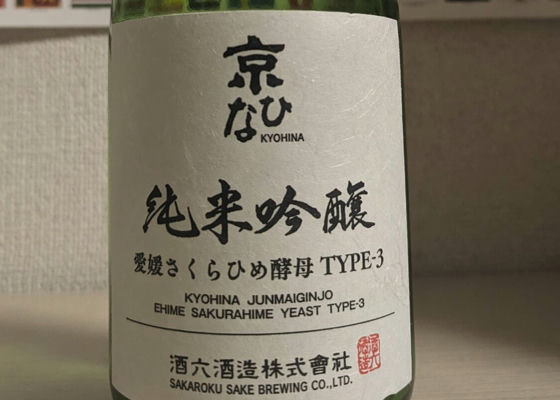 京ひな
KYOHINA
純米吟醸
愛媛さくらひめ酵母 TYPE-3
KYOHINA JUNMAIGINJO
EHIME SAKURAHIME YEAST TYPE-3
酒六酒造株式會社
SAKAROKU SAKE BREWING CO.,LTD.